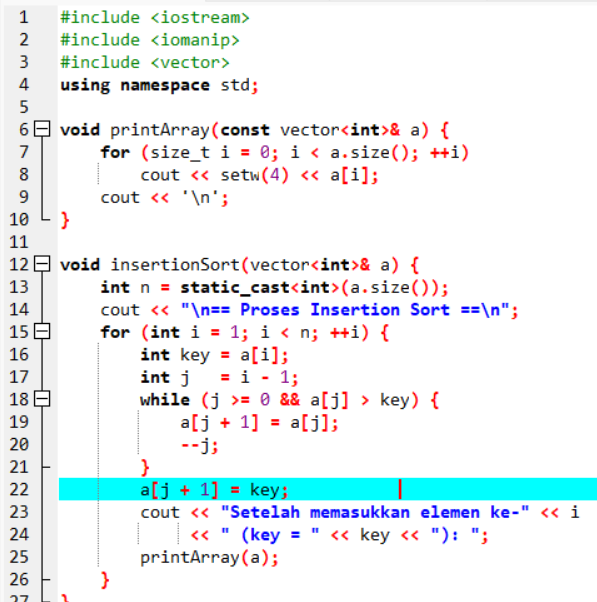 1 #include <iostream>
2 #include <iomanip>
3 #include <vector>
4 using namespace std;
5
6 void printArray(const vector<int>& a) {
7     for (size_t i = 0; i < a.size(); ++i)
8         cout << setw(4) << a[i];
9     cout << '\n';
10 }
11
12 void insertionSort(vector<int>& a) {
13     int n = static_cast<int>(a.size());
14     cout << "\n== Proses Insertion Sort ==\n";
15     for (int i = 1; i < n; ++i) {
16         int key = a[i];
17         int j   = i - 1;
18         while (j >= 0 && a[j] > key) {
19             a[j + 1] = a[j];
20             --j;
21         }
22         a[j + 1] = key;
23         cout << "Setelah memasukkan elemen ke-" << i
24              << " (key = " << key << "): ";
25         printArray(a);
26     }
27 }